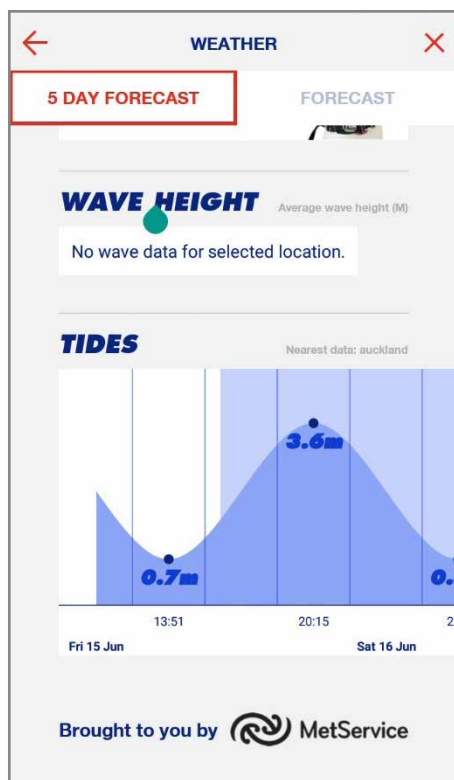 WEATHER
5 DAY FORECAST FORECAST
WAVE HEIGHT Average wave height (M)
No wave data for selected location.
TIDES Nearest data: auckland
3.6m
0.7m 0.
13:51 20:15 2
Fri 15 Jun Sat 16 Jun
Brought to you by MetService